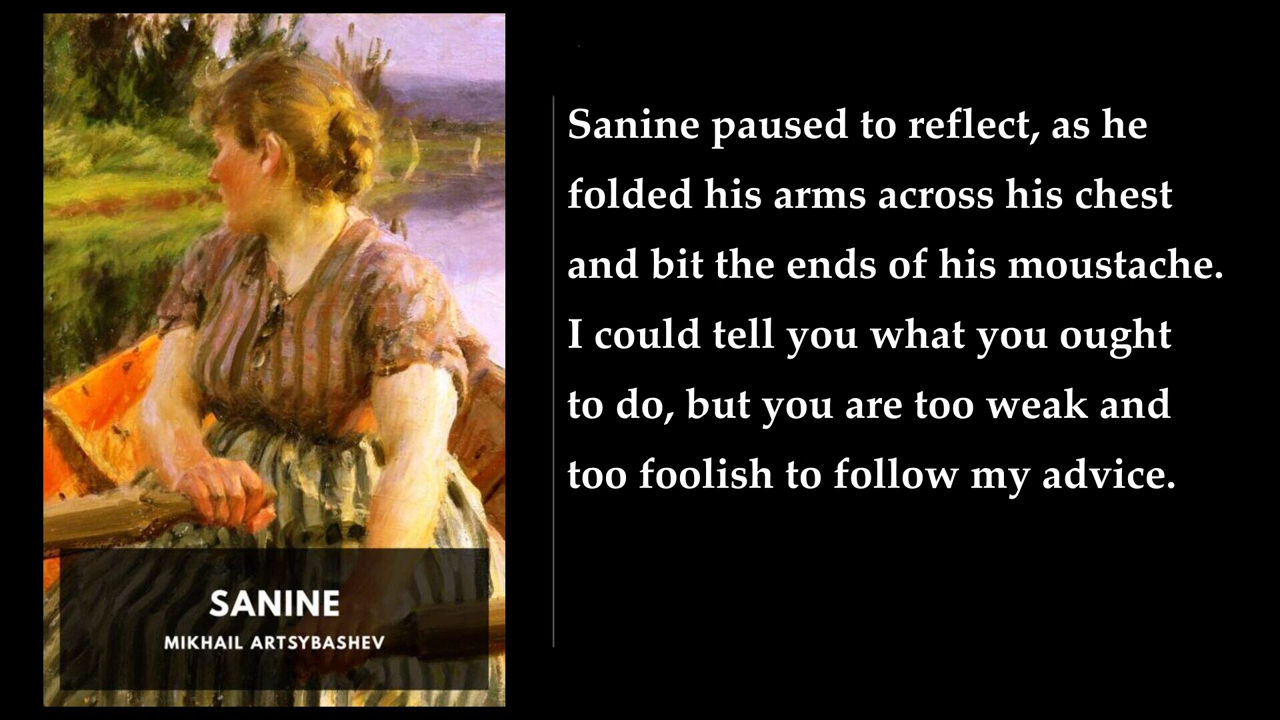 SANINE
MIKHAIL ARTSYBASHEV
Sanine paused to reflect, as he
folded his arms across his chest
and bit the ends of his moustache.
I could tell you what you ought
to do, but you are too weak and
too foolish to follow my advice.